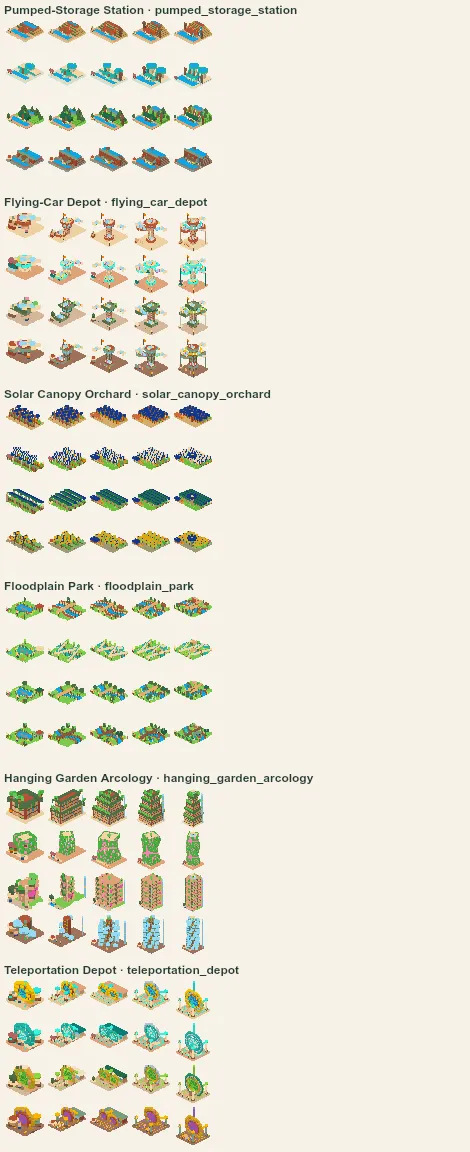 Pumped-Storage Station · pumped_storage_station
Flying-Car Depot · flying_car_depot
Solar Canopy Orchard · solar_canopy_orchard
Floodplain Park · floodplain_park
Hanging Garden Arcology · hanging_garden_arcology
Teleportation Depot · teleportation_depot